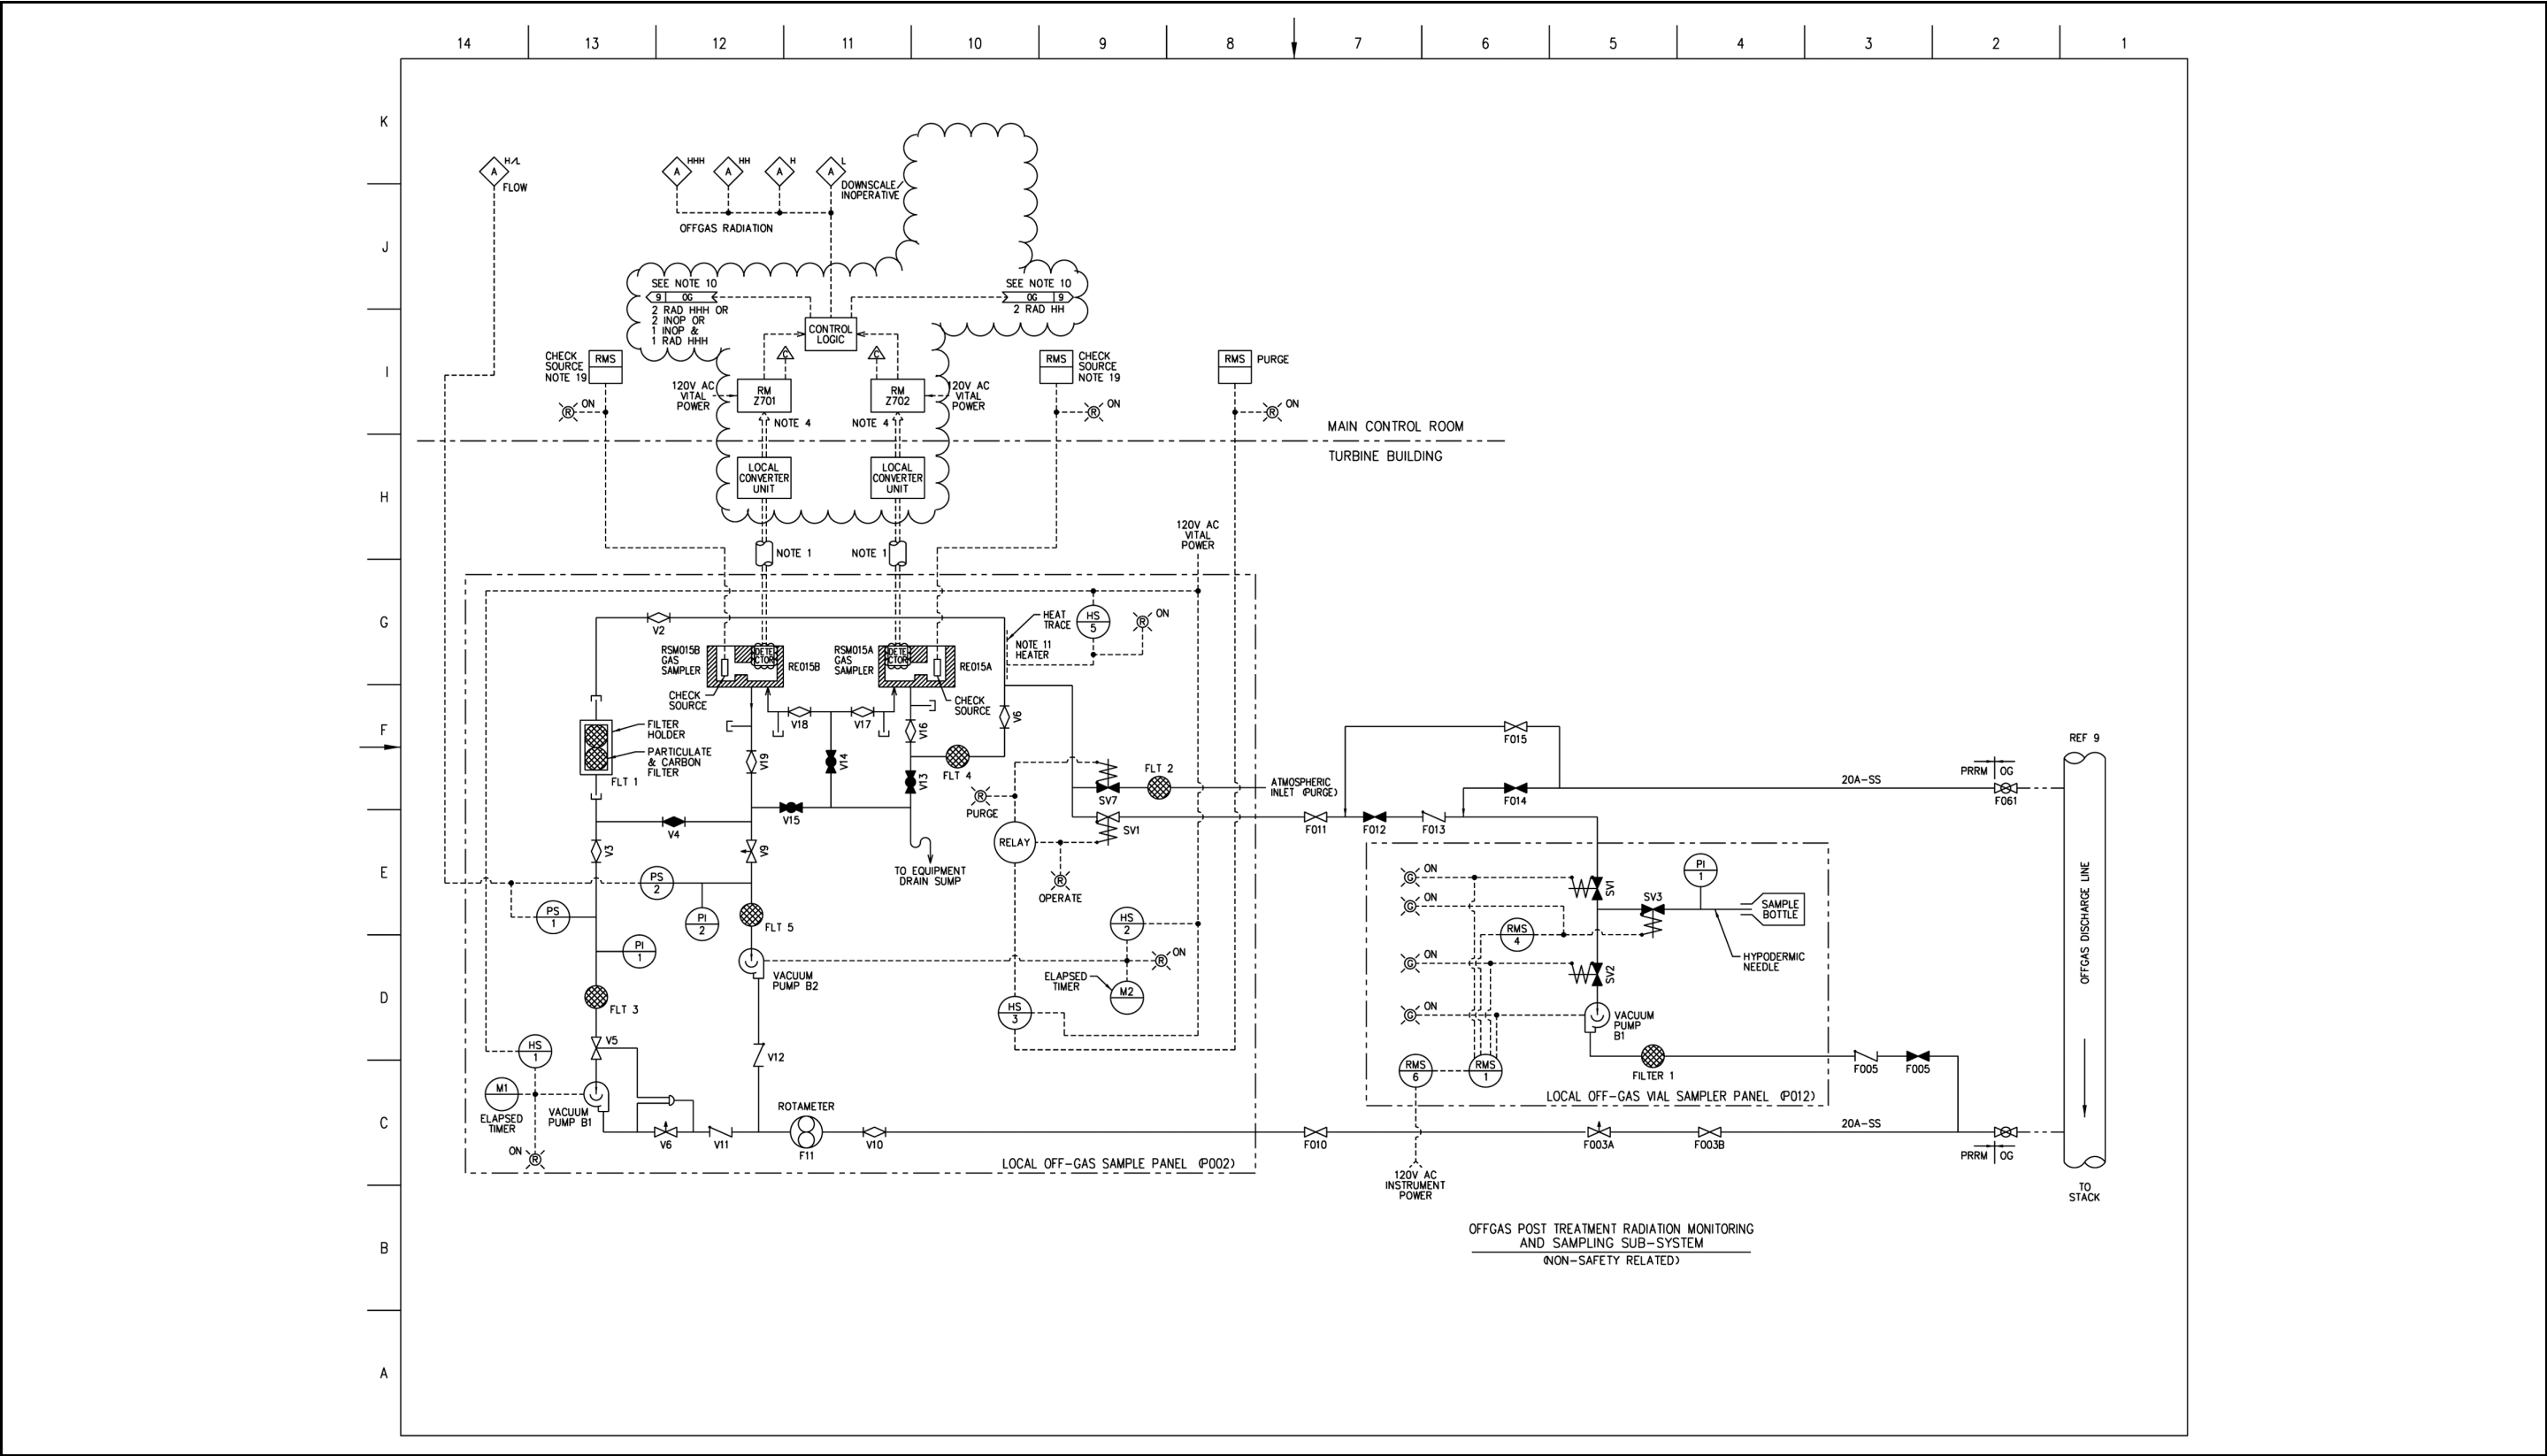 14 13 12 11 10 9 8 7 6 5 4 3 2 1
K
J
I
H
G
F
E
D
C
B
A
A H/L
FLOW
A HHH
A HH
A H
A L
DOWNSCALE/
INOPERATIVE
OFFGAS RADIATION
SEE NOTE 10
9 OG
2 RAD HHH OR
2 INOP OR
1 INOP &
1 RAD HHH
SEE NOTE 10
OG 9
2 RAD HH
CONTROL
LOGIC
C
C
CHECK
SOURCE
NOTE 19
RMS
R ON
120V AC
VITAL
POWER
RM
Z701
NOTE 4
RM
Z702
NOTE 4
120V AC
VITAL
POWER
RMS
CHECK
SOURCE
NOTE 19
R ON
RMS PURGE
R ON
MAIN CONTROL ROOM
TURBINE BUILDING
LOCAL
CONVERTER
UNIT
LOCAL
CONVERTER
UNIT
NOTE 1
NOTE 1
120V AC
VITAL
POWER
V2
HEAT
TRACE
HS
5
R ON
NOTE 11
HEATER
RSM015B
GAS
SAMPLER
DETE
CTOR
RE015B
RSM015A
GAS
SAMPLER
DETE
CTOR
RE015A
CHECK
SOURCE
CHECK
SOURCE
V18
V17
V16
V6
FILTER
HOLDER
PARTICULATE
& CARBON
FILTER
FLT 1
V19
V14
V13
FLT 4
FLT 2
SV7
ATMOSPHERIC
INLET (PURGE)
R
PURGE
V15
V4
V3
V9
RELAY
SV1
R
OPERATE
TO EQUIPMENT
DRAIN SUMP
PS
2
PS
1
PI
2
PI
1
FLT 5
FLT 3
VACUUM
PUMP B2
HS
2
R ON
ELAPSED
TIMER
M2
HS
3
HS
1
V5
V12
M1
ELAPSED
TIMER
VACUUM
PUMP B1
ON R
V6
V11
ROTAMETER
F11
V10
LOCAL OFF-GAS SAMPLE PANEL (P002)
F015
F014
F011
F012
F013
20A-SS
PRRM OG
F061
REF 9
OFFGAS DISCHARGE LINE
TO
STACK
G ON
G ON
G ON
G ON
SV1
SV3
PI
1
SAMPLE
BOTTLE
HYPODERMIC
NEEDLE
RMS
4
SV2
VACUUM
PUMP
B1
FILTER 1
RMS
6
RMS
1
LOCAL OFF-GAS VIAL SAMPLER PANEL (P012)
F005
F005
F010
F003A
F003B
20A-SS
PRRM OG
120V AC
INSTRUMENT
POWER
OFFGAS POST TREATMENT RADIATION MONITORING
AND SAMPLING SUB-SYSTEM
(NON-SAFETY RELATED)